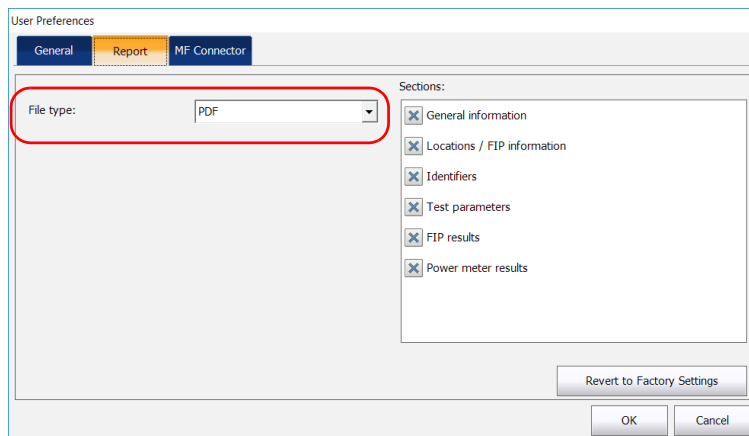 User Preferences
General
Report
MF Connector
File type:
PDF
Sections:
General information
Locations / FIP information
Identifiers
Test parameters
FIP results
Power meter results
Revert to Factory Settings
OK
Cancel